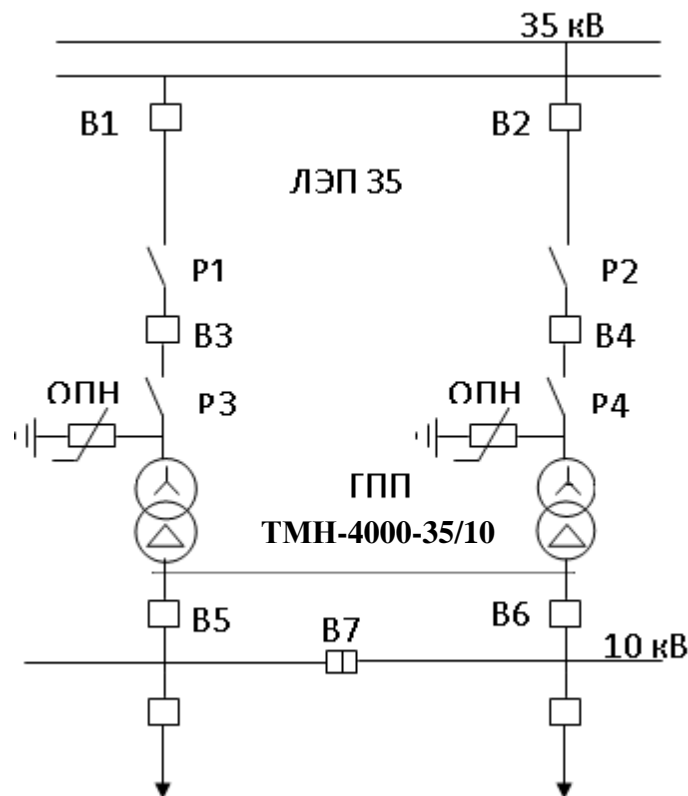 35 кВ
В1
В2
ЛЭП 35
Р1
Р2
В3
В4
ОПН
Р3
ОПН
Р4
ГПП
ТМН-4000-35/10
В5
В6
В7
10 кВ